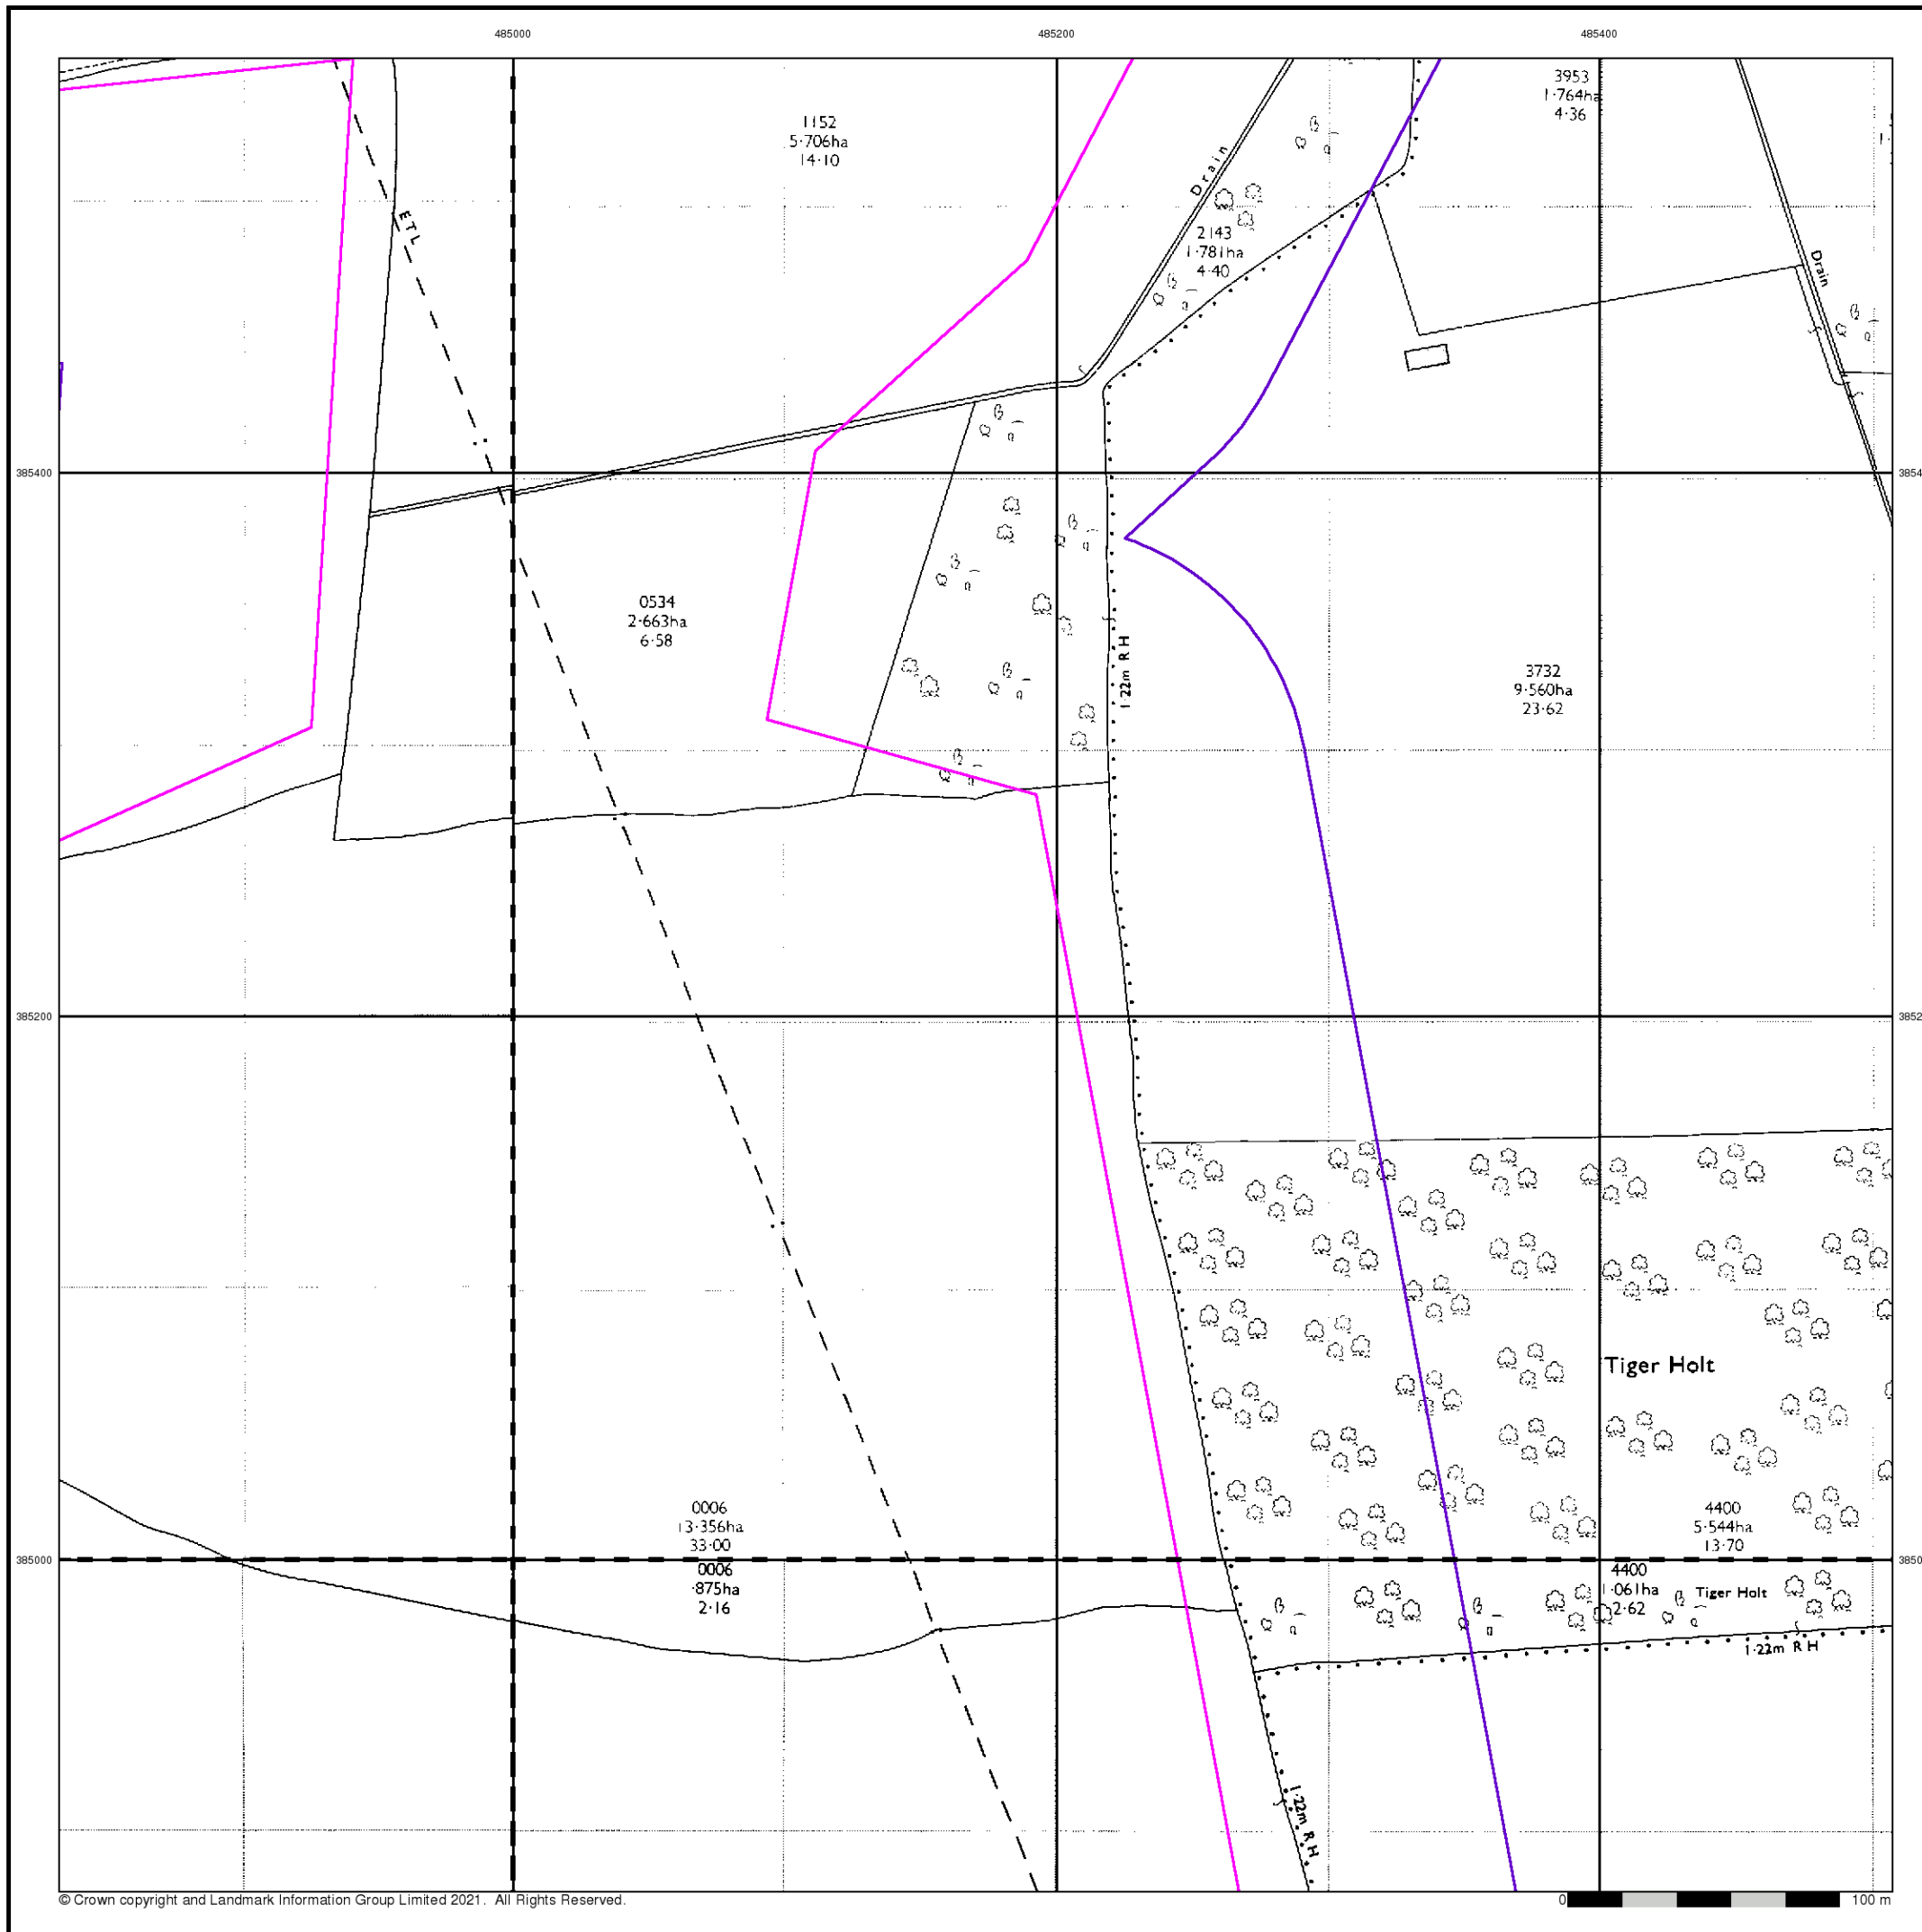 485000
485200
485400
3953
1·764ha
4·36
1152
5·706ha
14·10
Drain
2143
1·781ha
4·40
ETL
Drain
385400
3854
0534
2·663ha
6·58
1·22m R H
3732
9·560ha
23·62
385200
3852
Tiger Holt
0006
13·356ha
33·00
4400
5·544ha
13·70
385000
3850
0006
·875ha
2·16
4400
1·061ha
2·62
Tiger Holt
1·22m R H
1·22m R H
© Crown copyright and Landmark Information Group Limited 2021. All Rights Reserved.
0
100 m